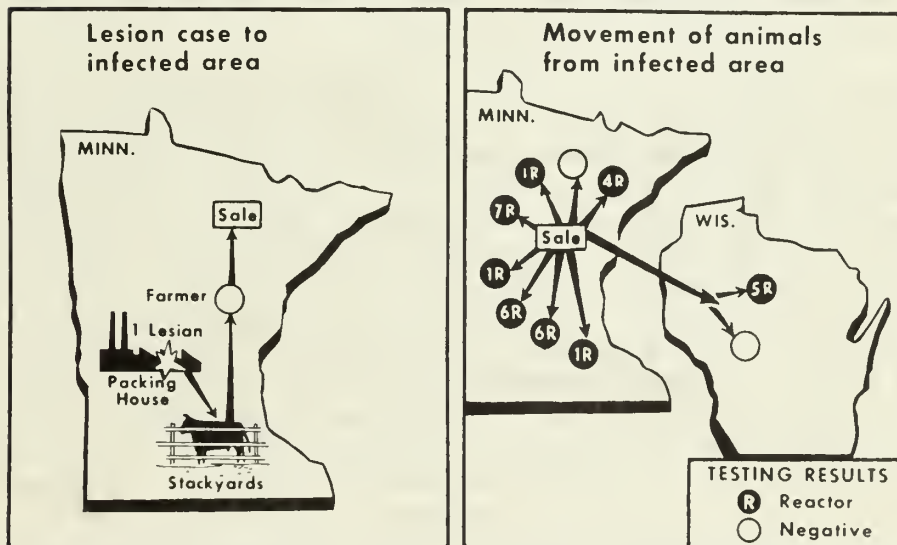 Lesion case to
infected area
MINN.
Sale
Farmer
1 Lesian
Packing
House
Stackyards
Movement of animals
from infected area
MINN.
1R
4R
7R
Sale
1R
6R
6R
1R
WIS.
5R
TESTING RESULTS
R Reactor
Negative